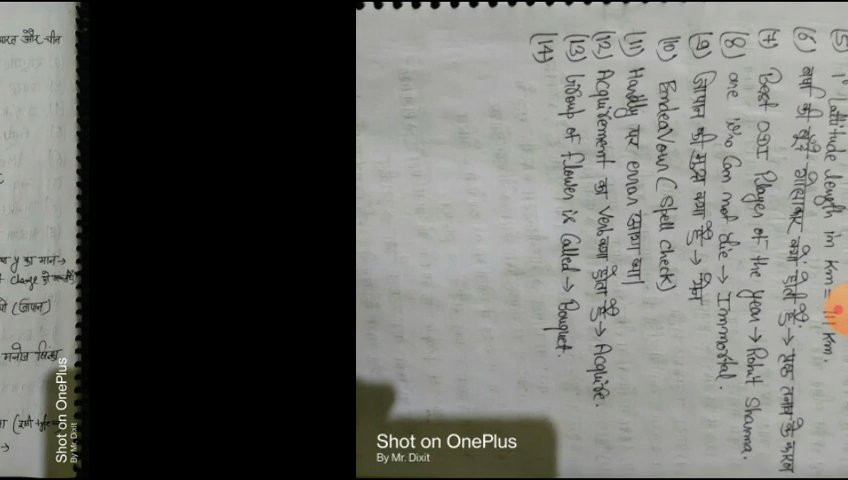 भारत और चीन
y का मान →
Change
(जापान)
मनोज सिन्हा
→
Shot on OnePlus
By Mr. Dixit
(5) 1° Lattitude length in Km = 111 Km.
(6) वर्षा की बूँदें गोलाकार क्यों होती हैं → पृष्ठ तनाव के कारण
(7) Best ODI Player of the year → Rohit Sharma.
(8) one who Can not die → Immortal.
(9) जापान की मुद्रा क्या है → येन
(10) Endeavour (Spell check)
(11) Hardly पर error
(12) Acquirement का Verb क्या होता है → Acquire.
(13) Group of flower is Called → Bouquet.
(14)
Shot on OnePlus
By Mr. Dixit